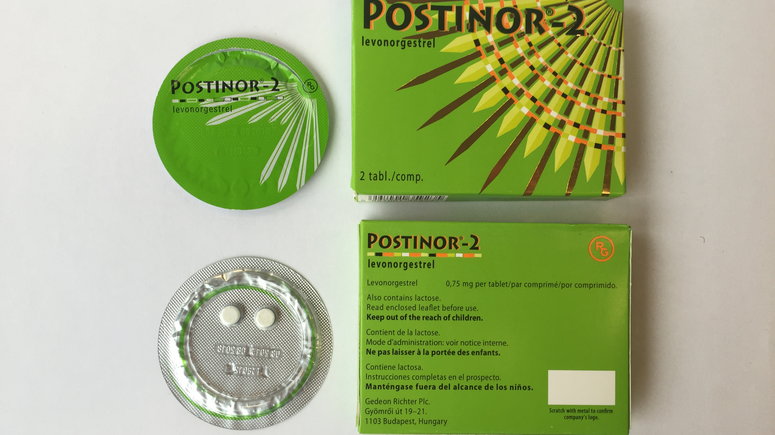 POSTINOR®-2
levonorgestrel
POSTINOR®-2
levonorgestrel
RG
2 tabl./comp.
POSTINOR®-2
levonorgestrel
RG
Levonorgestrel 0,75 mg per tablet/par comprimé/por comprimido.
Also contains lactose.
Read enclosed leaflet before use.
Keep out of the reach of children.
Contient de la lactose.
Mode d'administration: voir notice interne.
Ne pas laisser à la portée des enfants.
Contiene lactosa.
Instrucciones completas en el prospecto.
Manténgase fuera del alcance de los niños.
Gedeon Richter Plc.
Gyömrői út 19–21.
1103 Budapest, Hungary
Scratch with metal to confirm
company's logo.